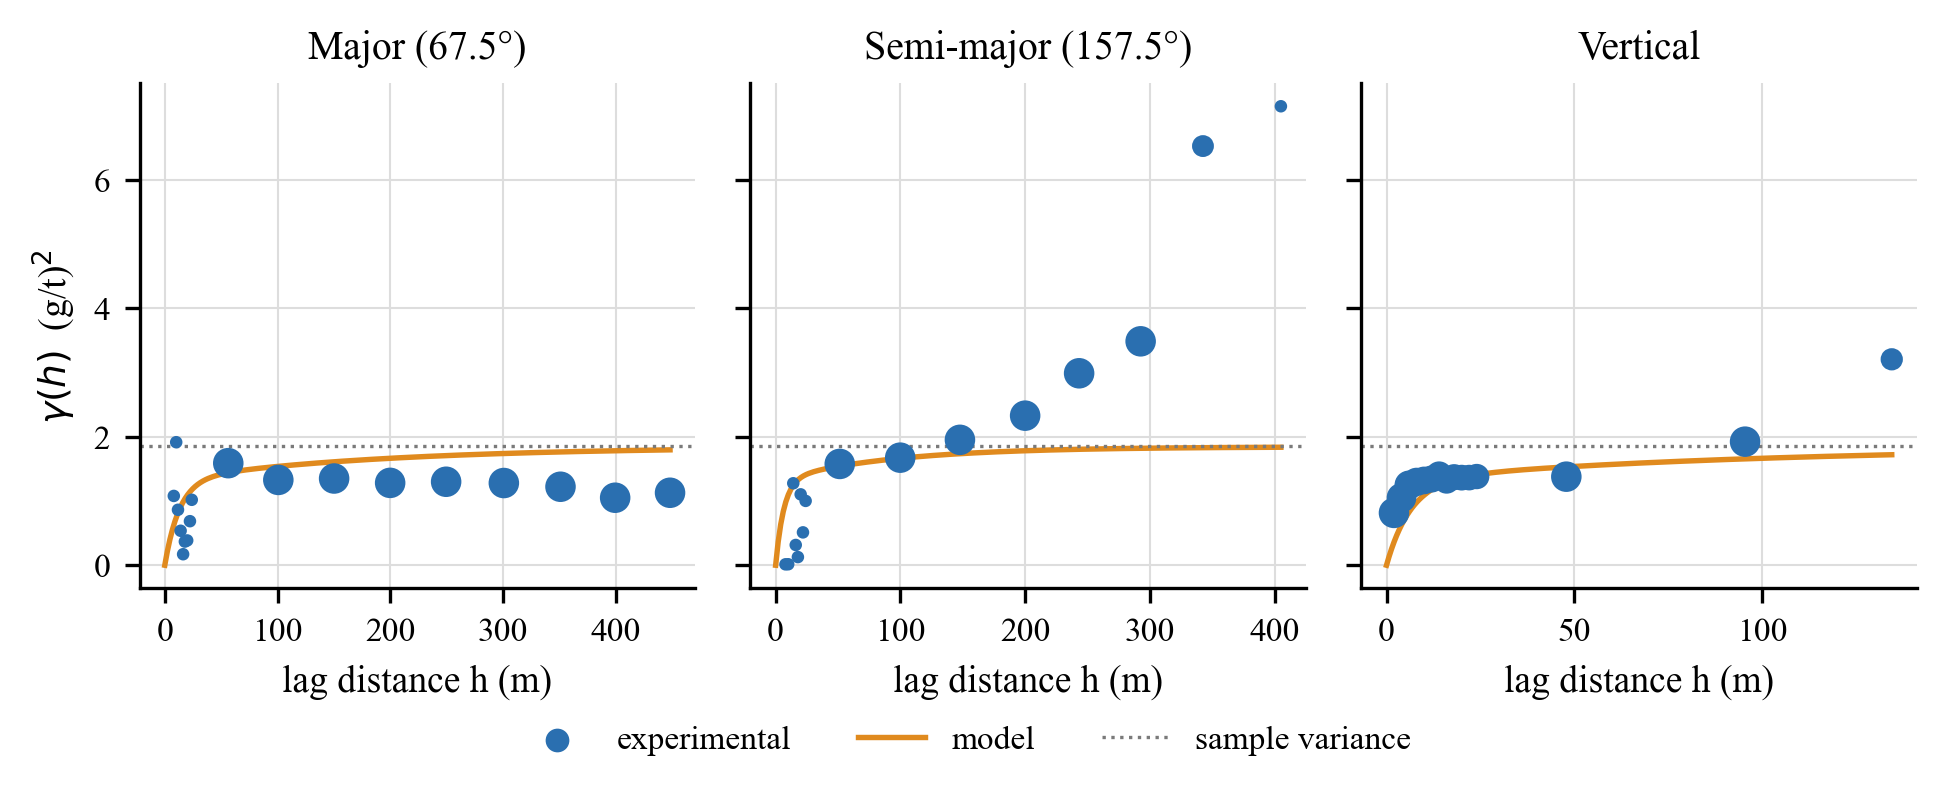 Major (67.5°)
Semi-major (157.5°)
Vertical
γ(h) (g/t)²
6
4
2
0
0 100 200 300 400
0 100 200 300 400
0 50 100
lag distance h (m)
lag distance h (m)
lag distance h (m)
experimental
model
sample variance